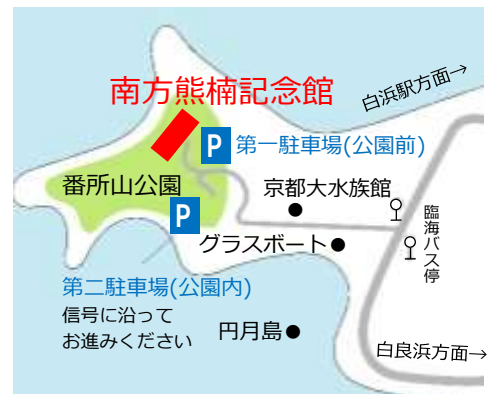 南方熊楠記念館
白浜駅方面→
P 第一駐車場(公園前)
番所山公園
京都大水族館
P
臨海バス停
グラスボート
第二駐車場(公園内)
信号に沿って
お進みください
円月島
白良浜方面→